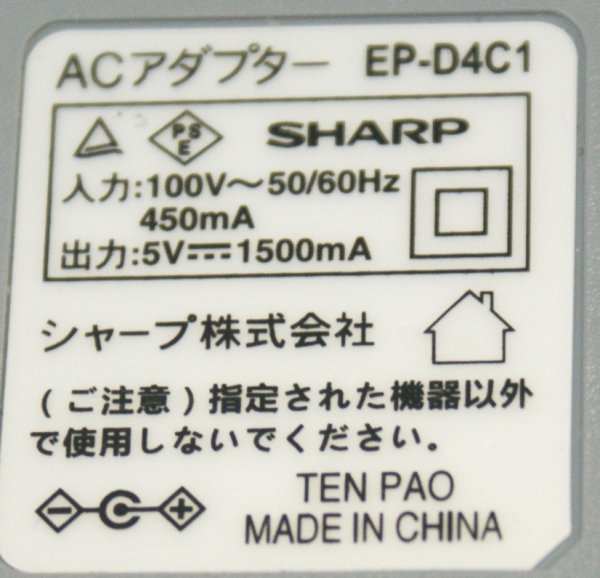 ACアダプター EP-D4C1
PSE SHARP
入力:100V～50/60Hz
450mA
出力:5V⎓1500mA
シャープ株式会社
(ご注意)指定された機器以外
で使用しないでください。
TEN PAO
MADE IN CHINA